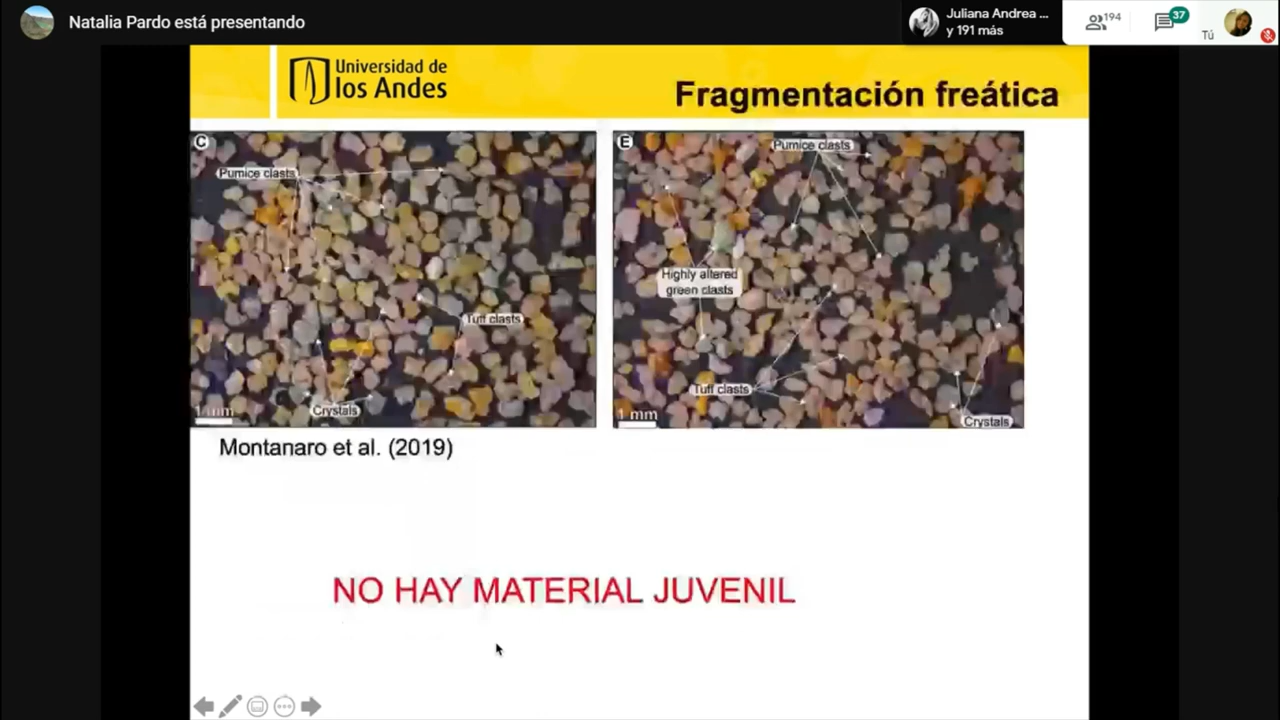 Natalia Pardo está presentando
Juliana Andrea ...
y 191 más
194
37
Tú
Universidad de
los Andes
Fragmentación freática
C
Pumice clasts
Tuff clasts
Crystals
1 mm
E
Pumice clasts
Highly altered
green clasts
Tuff clasts
1 mm
Crystals
Montanaro et al. (2019)
NO HAY MATERIAL JUVENIL